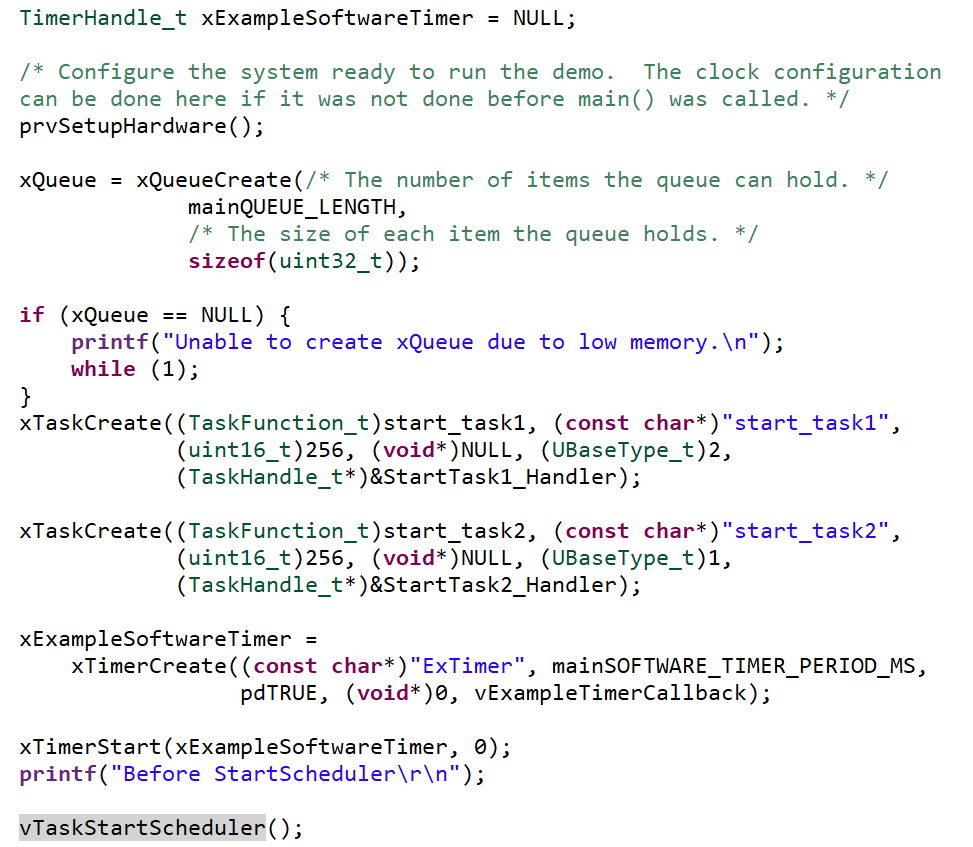 TimerHandle_t xExampleSoftwareTimer = NULL;
/* Configure the system ready to run the demo.  The clock configuration
can be done here if it was not done before main() was called. */
prvSetupHardware();
xQueue = xQueueCreate(/* The number of items the queue can hold. */
mainQUEUE_LENGTH,
/* The size of each item the queue holds. */
sizeof(uint32_t));
if (xQueue == NULL) {
printf("Unable to create xQueue due to low memory.\n");
while (1);
}
xTaskCreate((TaskFunction_t)start_task1, (const char*)"start_task1",
(uint16_t)256, (void*)NULL, (UBaseType_t)2,
(TaskHandle_t*)&StartTask1_Handler);
xTaskCreate((TaskFunction_t)start_task2, (const char*)"start_task2",
(uint16_t)256, (void*)NULL, (UBaseType_t)1,
(TaskHandle_t*)&StartTask2_Handler);
xExampleSoftwareTimer =
xTimerCreate((const char*)"ExTimer", mainSOFTWARE_TIMER_PERIOD_MS,
pdTRUE, (void*)0, vExampleTimerCallback);
xTimerStart(xExampleSoftwareTimer, 0);
printf("Before StartScheduler\r\n");
vTaskStartScheduler();